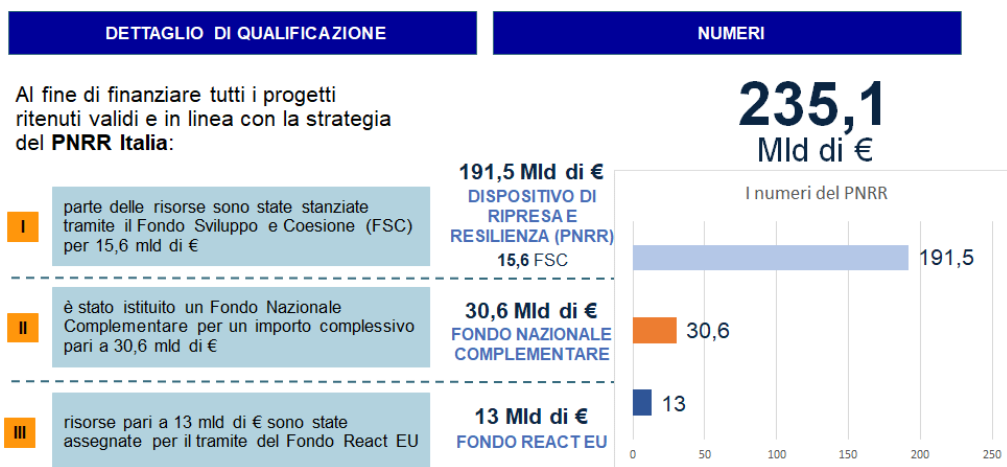 DETTAGLIO DI QUALIFICAZIONE
NUMERI
Al fine di finanziare tutti i progetti
ritenuti validi e in linea con la strategia
del PNRR Italia:
235,1
Mld di €
I
parte delle risorse sono state stanziate
tramite il Fondo Sviluppo e Coesione (FSC)
per 15,6 mld di €
191,5 Mld di €
DISPOSITIVO DI
RIPRESA E
RESILIENZA (PNRR)
15,6 FSC
II
è stato istituito un Fondo Nazionale
Complementare per un importo complessivo
pari a 30,6 mld di €
30,6 Mld di €
FONDO NAZIONALE
COMPLEMENTARE
III
risorse pari a 13 mld di € sono state
assegnate per il tramite del Fondo React EU
13 Mld di €
FONDO REACT EU
I numeri del PNRR
191,5
30,6
13
0 50 100 150 200 250